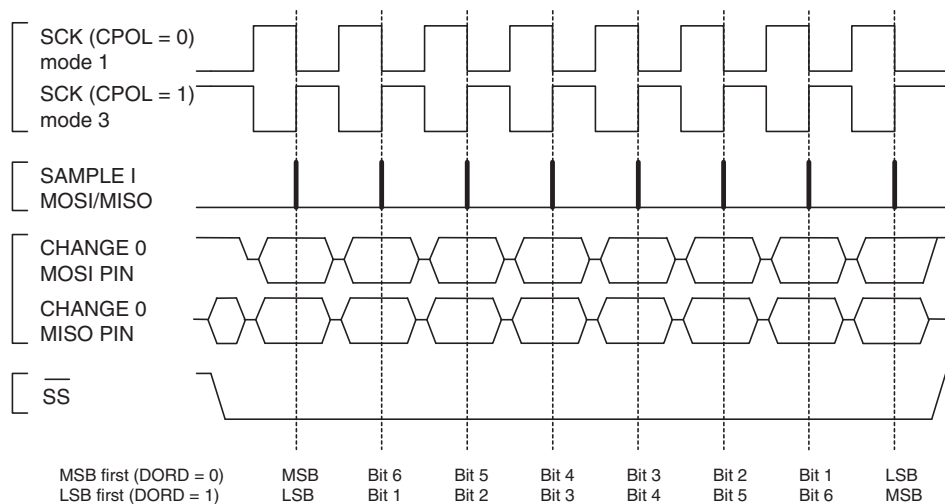 SCK (CPOL = 0)
mode 1
SCK (CPOL = 1)
mode 3
SAMPLE I
MOSI/MISO
CHANGE 0
MOSI PIN
CHANGE 0
MISO PIN
SS
MSB first (DORD = 0) MSB Bit 6 Bit 5 Bit 4 Bit 3 Bit 2 Bit 1 LSB
LSB first (DORD = 1) LSB Bit 1 Bit 2 Bit 3 Bit 4 Bit 5 Bit 6 MSB